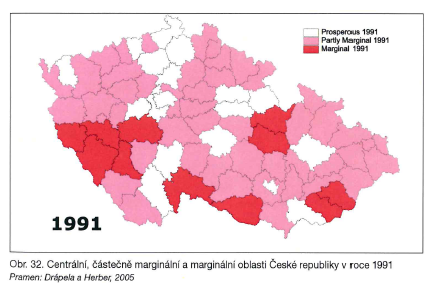 Prosperous 1991
Partly Marginal 1991
Marginal 1991
1991
Obr. 32. Centrální, částečně marginální a marginální oblasti České republiky v roce 1991
Pramen: Drápela a Herber, 2005